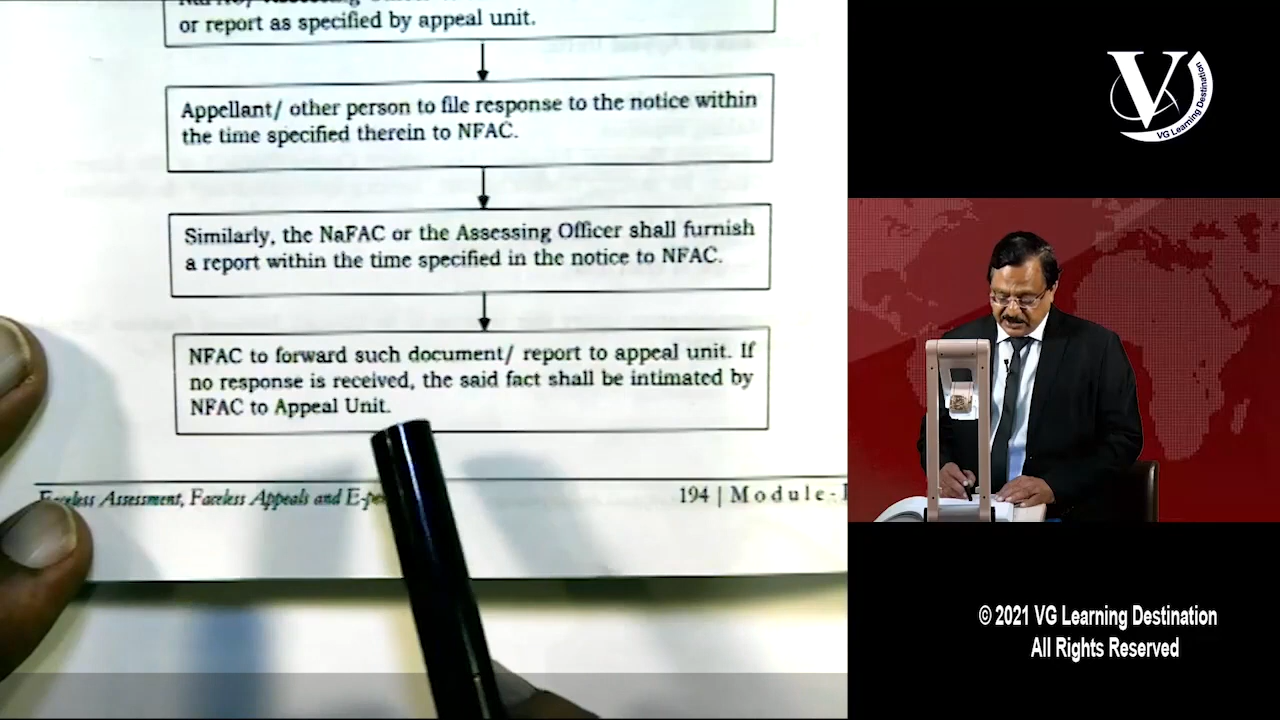 or report as specified by appeal unit.
Appellant/ other person to file response to the notice within
the time specified therein to NFAC.
Similarly, the NaFAC or the Assessing Officer shall furnish
a report within the time specified in the notice to NFAC.
NFAC to forward such document/ report to appeal unit. If
no response is received, the said fact shall be intimated by
NFAC to Appeal Unit.
Faceless Assessment, Faceless Appeals and E-pe
194 | Module-
V
VG Learning Destination
© 2021 VG Learning Destination
All Rights Reserved